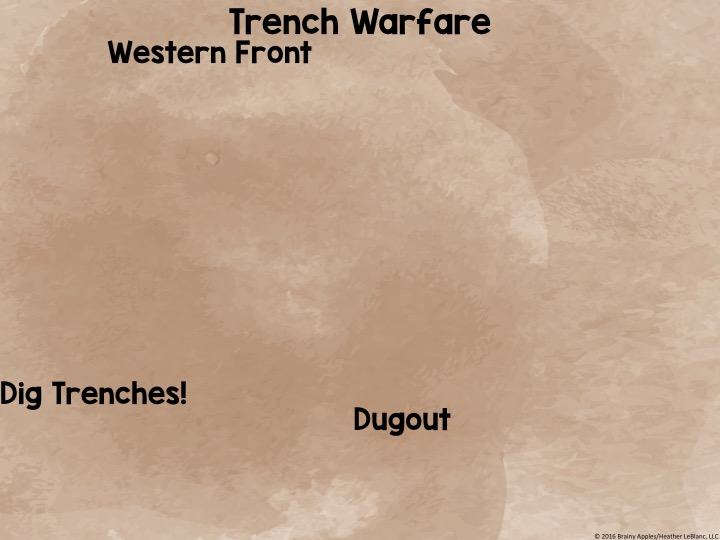 Trench Warfare
Western Front
Dig Trenches!
Dugout
© 2016 Brainy Apples/Heather LeBlanc, LLC